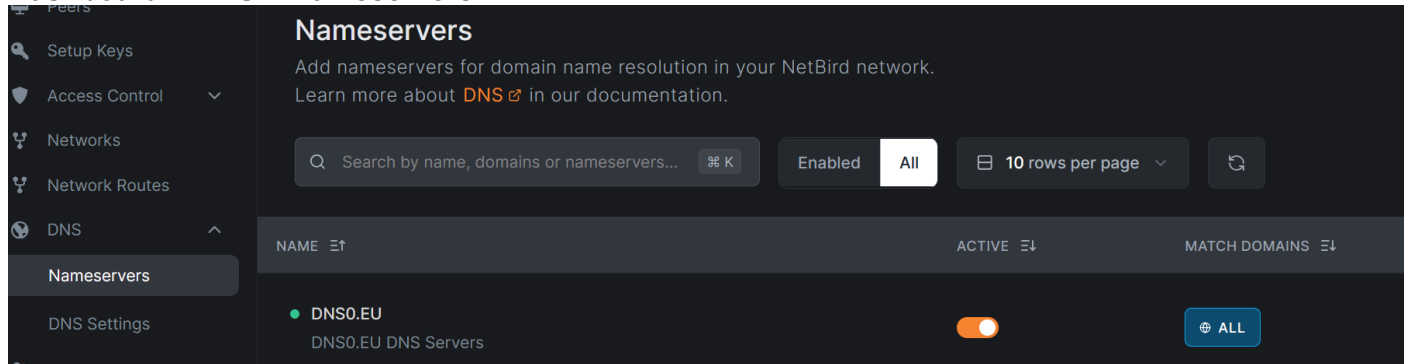 Peers
Setup Keys
Access Control
Networks
Network Routes
DNS
Nameservers
DNS Settings
Nameservers
Add nameservers for domain name resolution in your NetBird network.
Learn more about DNS in our documentation.
Search by name, domains or nameservers... ⌘ K
Enabled All
10 rows per page
NAME ACTIVE MATCH DOMAINS
DNS0.EU
DNS0.EU DNS Servers
ALL